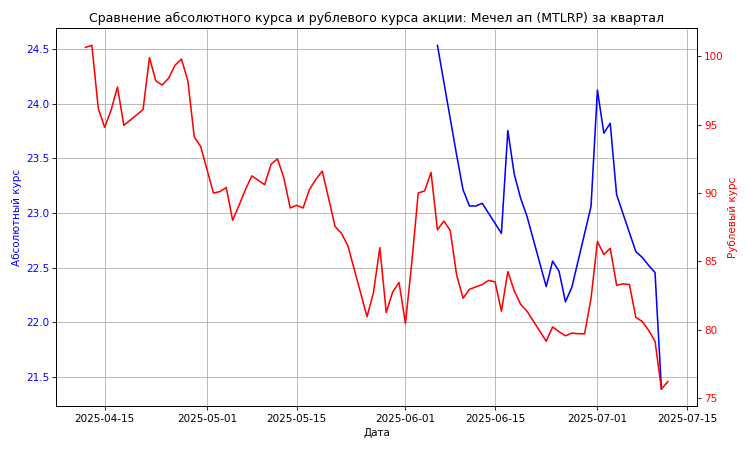 Сравнение абсолютного курса и рублевого курса акции: Мечел ап (MTLRP) за квартал
24.5
24.0
23.5
23.0
22.5
22.0
21.5
Абсолютный курс
100
95
90
85
80
75
Рублевый курс
2025-04-15 2025-05-01 2025-05-15 2025-06-01 2025-06-15 2025-07-01 2025-07-15
Дата